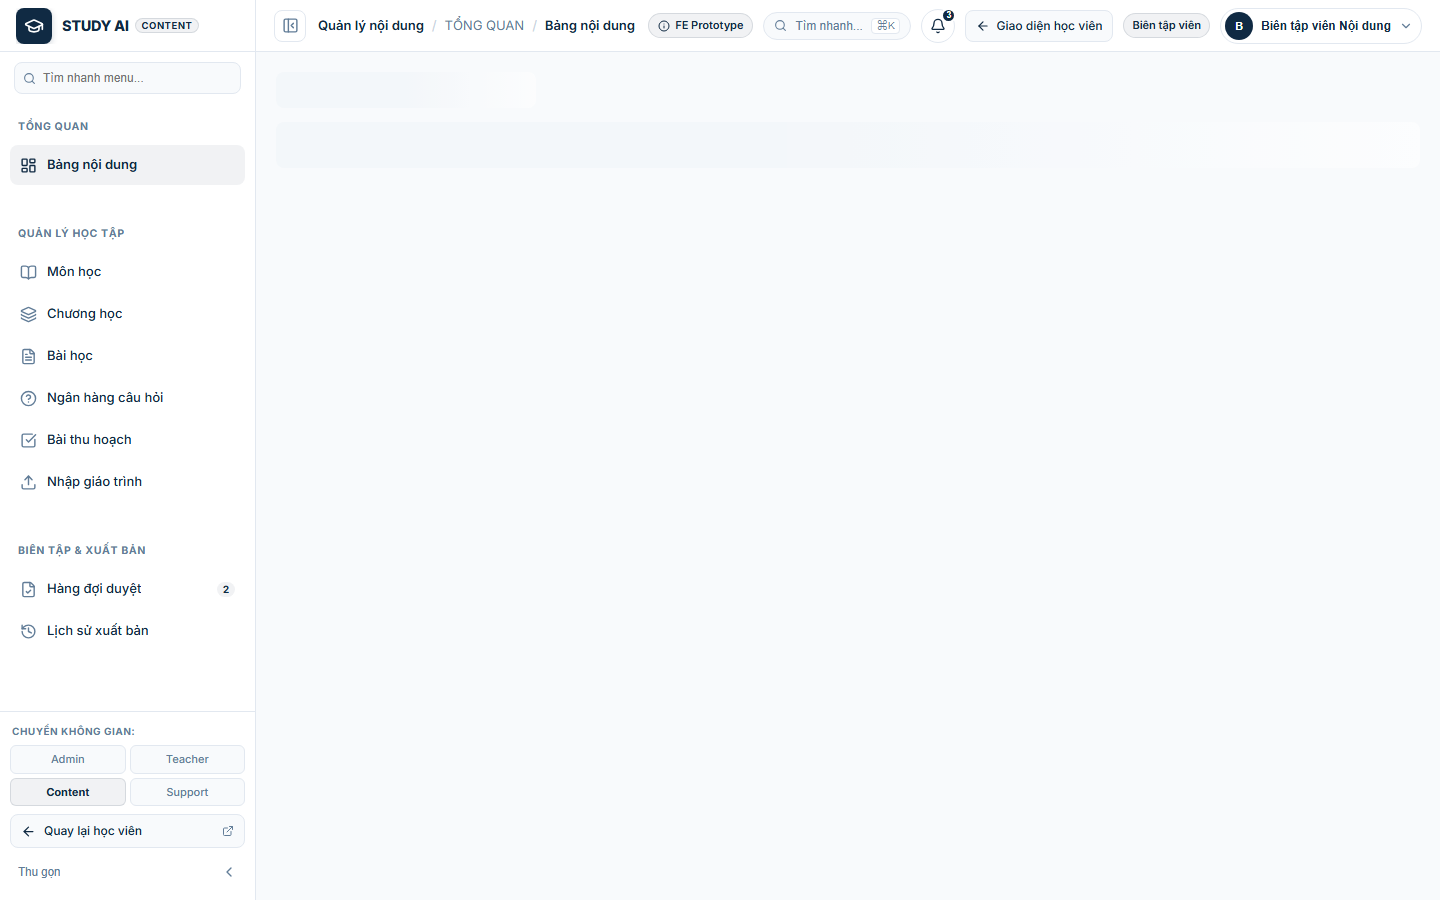 STUDY AI CONTENT
Quản lý nội dung / TỔNG QUAN / Bảng nội dung
FE Prototype
Tìm nhanh... ⌘K
3
Giao diện học viên
Biên tập viên
B Biên tập viên Nội dung
Tìm nhanh menu...
TỔNG QUAN
Bảng nội dung
QUẢN LÝ HỌC TẬP
Môn học
Chương học
Bài học
Ngân hàng câu hỏi
Bài thu hoạch
Nhập giáo trình
BIÊN TẬP & XUẤT BẢN
Hàng đợi duyệt 2
Lịch sử xuất bản
CHUYỂN KHÔNG GIAN:
Admin Teacher
Content Support
Quay lại học viên
Thu gọn